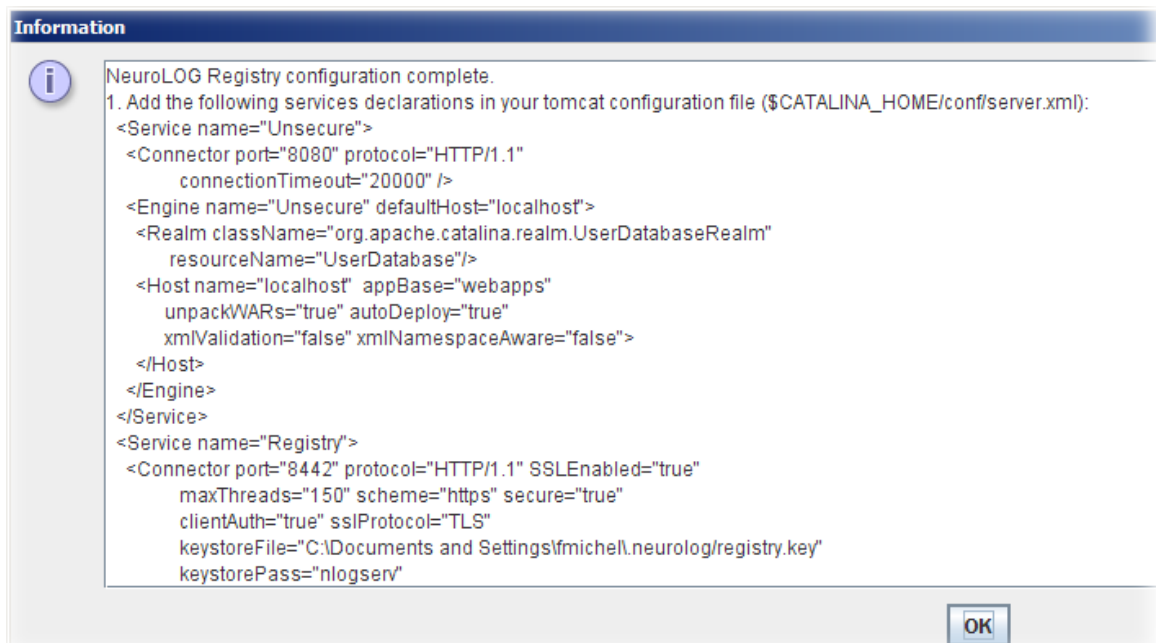 Information
NeuroLOG Registry configuration complete.
1. Add the following services declarations in your tomcat configuration file ($CATALINA_HOME/conf/server.xml):
<Service name="Unsecure">
<Connector port="8080" protocol="HTTP/1.1"
connectionTimeout="20000" />
<Engine name="Unsecure" defaultHost="localhost">
<Realm className="org.apache.catalina.realm.UserDatabaseRealm"
resourceName="UserDatabase"/>
<Host name="localhost"  appBase="webapps"
unpackWARs="true" autoDeploy="true"
xmlValidation="false" xmlNamespaceAware="false">
</Host>
</Engine>
</Service>
<Service name="Registry">
<Connector port="8442" protocol="HTTP/1.1" SSLEnabled="true"
maxThreads="150" scheme="https" secure="true"
clientAuth="true" sslProtocol="TLS"
keystoreFile="C:\Documents and Settings\fmichel\.neurolog/registry.key"
keystorePass="nlogserv"
OK